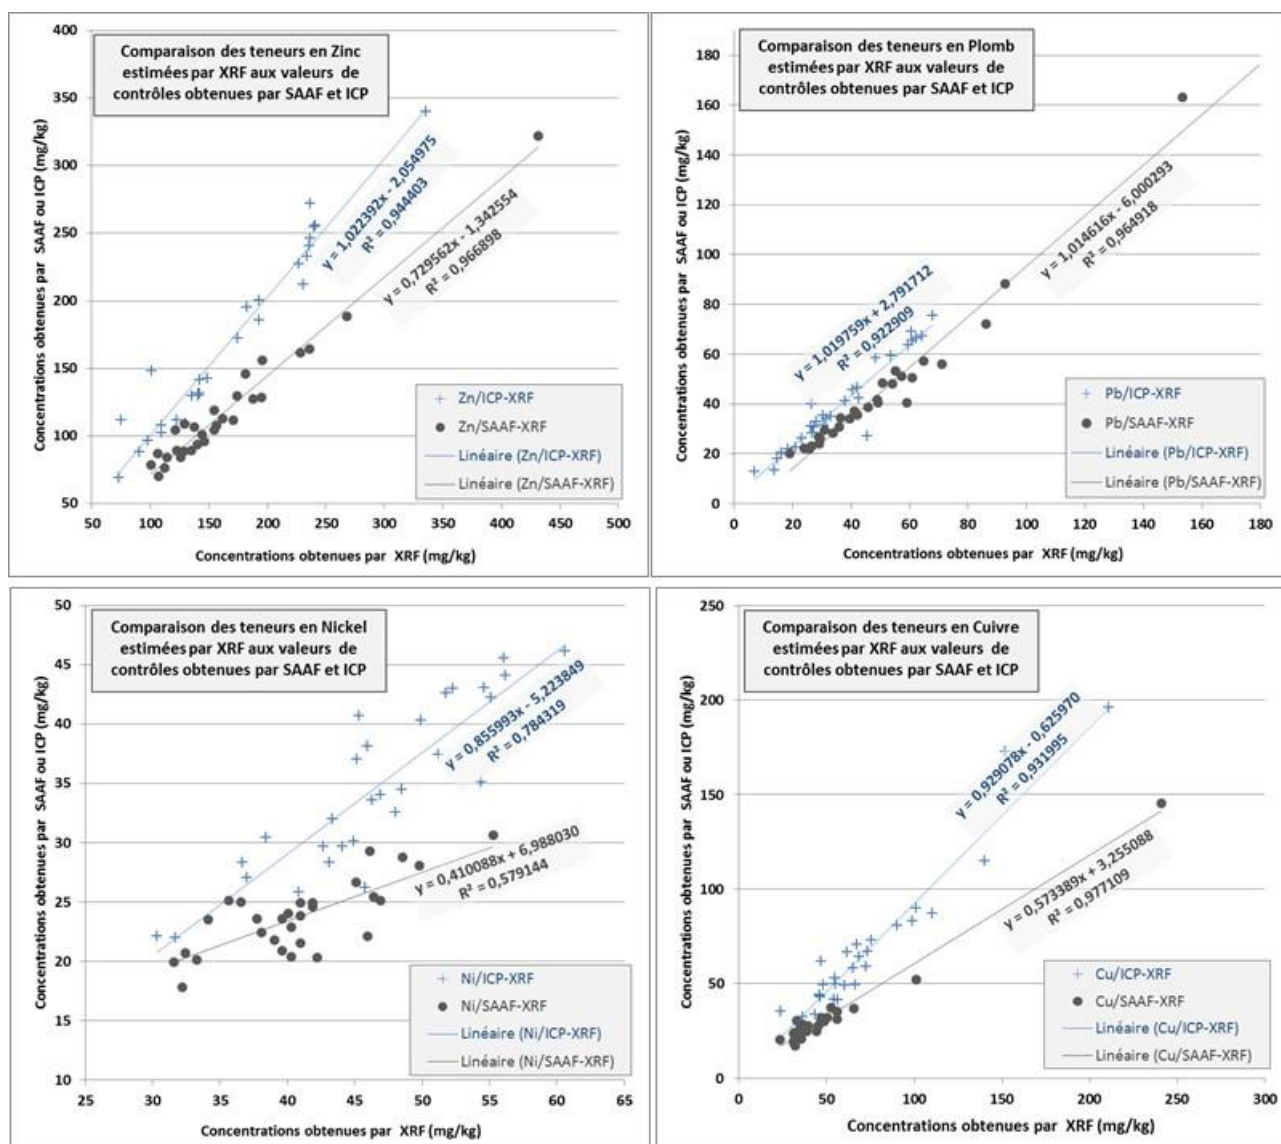 Comparaison des teneurs en Zinc
estimées par XRF aux valeurs de
contrôles obtenues par SAAF et ICP
Concentrations obtenues par SAAF ou ICP (mg/kg)
400
350
300
250
200
150
100
50
y = 1,022392x - 2,054975
R² = 0,944403
y = 0,729562x - 1,342554
R² = 0,966898
Zn/ICP-XRF
Zn/SAAF-XRF
Linéaire (Zn/ICP-XRF)
Linéaire (Zn/SAAF-XRF)
50 100 150 200 250 300 350 400 450 500
Concentrations obtenues par XRF (mg/kg)
Comparaison des teneurs en Plomb
estimées par XRF aux valeurs de
contrôles obtenues par SAAF et ICP
Concentrations obtenues par SAAF ou ICP (mg/kg)
180
160
140
120
100
80
60
40
20
0
y = 1,019759x + 2,791712
R² = 0,922909
y = 1,014616x - 6,000293
R² = 0,964918
Pb/ICP-XRF
Pb/SAAF-XRF
Linéaire (Pb/ICP-XRF)
Linéaire (Pb/SAAF-XRF)
0 20 40 60 80 100 120 140 160 180
Concentrations obtenues par XRF (mg/kg)
Comparaison des teneurs en Nickel
estimées par XRF aux valeurs de
contrôles obtenues par SAAF et ICP
Concentrations obtenues par SAAF ou ICP (mg/kg)
50
45
40
35
30
25
20
15
10
y = 0,855993x - 5,223849
R² = 0,784319
y = 0,410088x + 6,988030
R² = 0,579144
Ni/ICP-XRF
Ni/SAAF-XRF
Linéaire (Ni/ICP-XRF)
Linéaire (Ni/SAAF-XRF)
25 30 35 40 45 50 55 60 65
Concentrations obtenues par XRF (mg/kg)
Comparaison des teneurs en Cuivre
estimées par XRF aux valeurs de
contrôles obtenues par SAAF et ICP
Concentrations obtenues par SAAF ou ICP (mg/kg)
250
200
150
100
50
0
y = 0,929078x - 0,625970
R² = 0,931995
y = 0,573389x + 3,255088
R² = 0,977109
Cu/ICP-XRF
Cu/SAAF-XRF
Linéaire (Cu/ICP-XRF)
Linéaire (Cu/SAAF-XRF)
0 50 100 150 200 250 300
Concentrations obtenues par XRF (mg/kg)